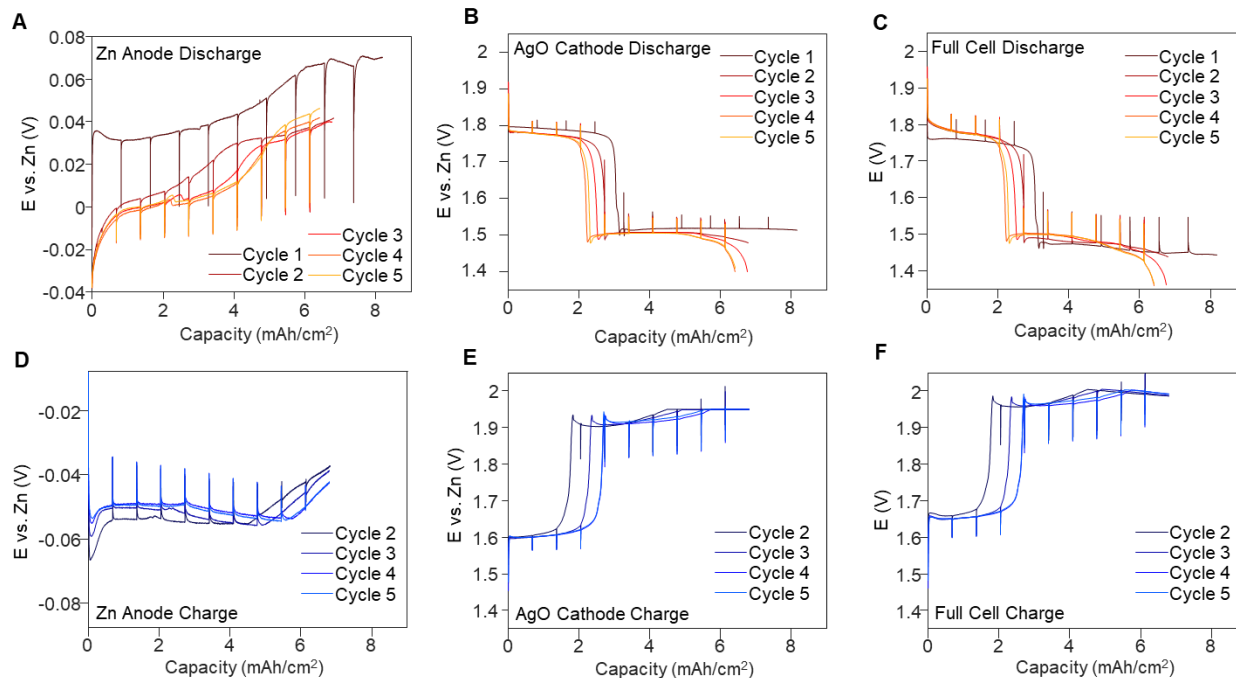 A
Zn Anode Discharge
E vs. Zn (V)
0.08
0.06
0.04
0.02
0
-0.02
-0.04
Cycle 3
Cycle 1
Cycle 4
Cycle 2
Cycle 5
0
2
4
6
8
Capacity (mAh/cm²)
B
AgO Cathode Discharge
E vs. Zn (V)
2
1.9
1.8
1.7
1.6
1.5
1.4
Cycle 1
Cycle 2
Cycle 3
Cycle 4
Cycle 5
0
2
4
6
8
Capacity (mAh/cm²)
C
Full Cell Discharge
E (V)
2
1.9
1.8
1.7
1.6
1.5
1.4
Cycle 1
Cycle 2
Cycle 3
Cycle 4
Cycle 5
0
2
4
6
8
Capacity (mAh/cm²)
D
E vs. Zn (V)
-0.02
-0.04
-0.06
-0.08
Cycle 2
Cycle 3
Cycle 4
Cycle 5
Zn Anode Charge
0
2
4
6
8
Capacity (mAh/cm²)
E
E vs. Zn (V)
2
1.9
1.8
1.7
1.6
1.5
1.4
Cycle 2
Cycle 3
Cycle 4
Cycle 5
AgO Cathode Charge
0
2
4
6
8
Capacity (mAh/cm²)
F
E (V)
2
1.9
1.8
1.7
1.6
1.5
1.4
Cycle 2
Cycle 3
Cycle 4
Cycle 5
Full Cell Charge
0
2
4
6
8
Capacity (mAh/cm²)